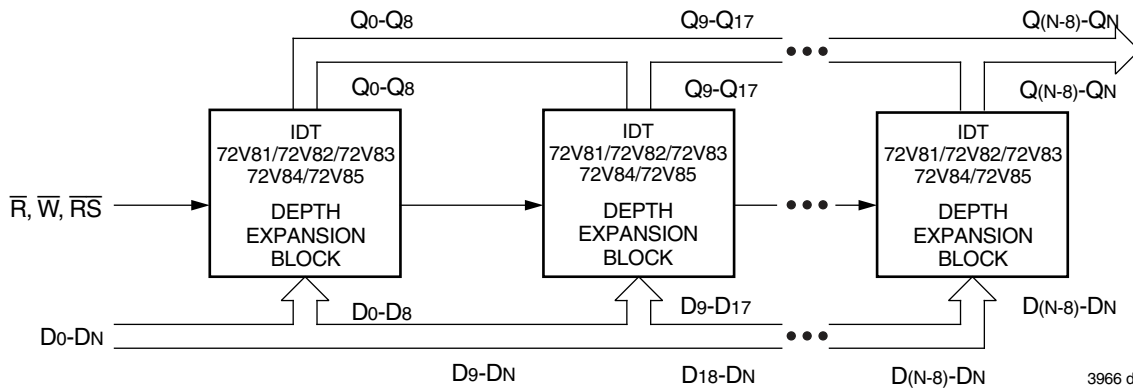 Q0-Q8
Q9-Q17
Q(N-8)-QN
Q0-Q8
Q9-Q17
Q(N-8)-QN
IDT
72V81/72V82/72V83
72V84/72V85
DEPTH
EXPANSION
BLOCK
IDT
72V81/72V82/72V83
72V84/72V85
DEPTH
EXPANSION
BLOCK
IDT
72V81/72V82/72V83
72V84/72V85
DEPTH
EXPANSION
BLOCK
R̅, W̅, R̅S̅
D0-D8
D9-D17
D(N-8)-DN
D0-DN
D9-DN
D18-DN
D(N-8)-DN
3966 d